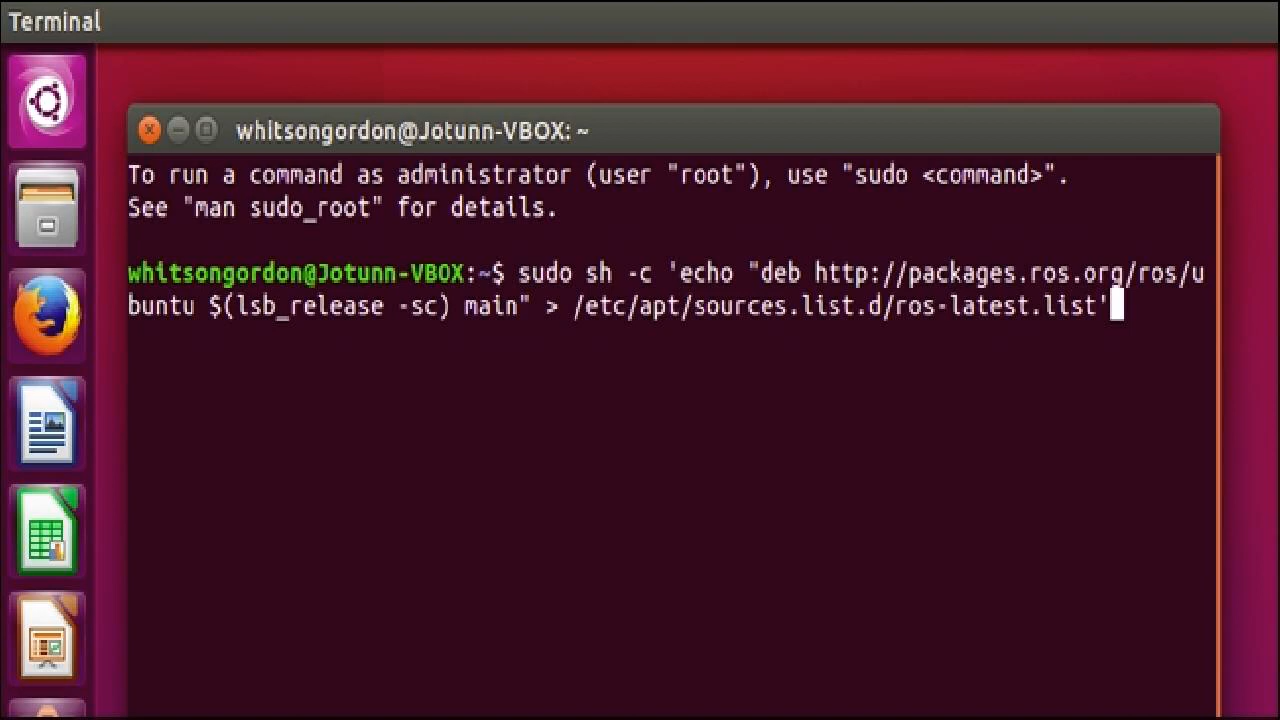 Terminal
whitsongordon@Jotunn-VBOX: ~
To run a command as administrator (user "root"), use "sudo <command>".
See "man sudo_root" for details.
whitsongordon@Jotunn-VBOX:~$ sudo sh -c 'echo "deb http://packages.ros.org/ros/u
buntu $(lsb_release -sc) main" > /etc/apt/sources.list.d/ros-latest.list'